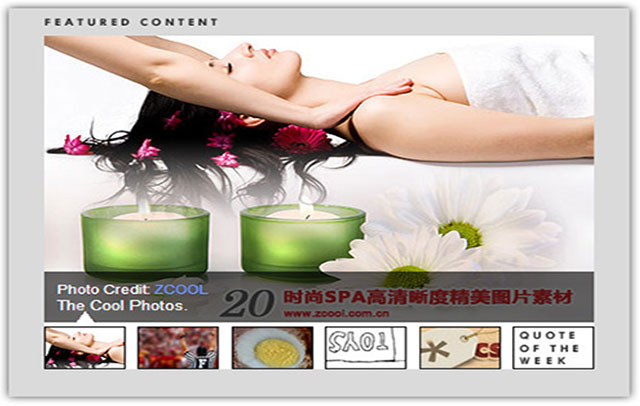 FEATURED CONTENT
Photo Credit: ZCOOL
The Cool Photos.
20 时尚SPA高清晰度精美图片素材
www.zcool.com.cn
F
TOYS
CS
QUOTE
OF THE
WEEK